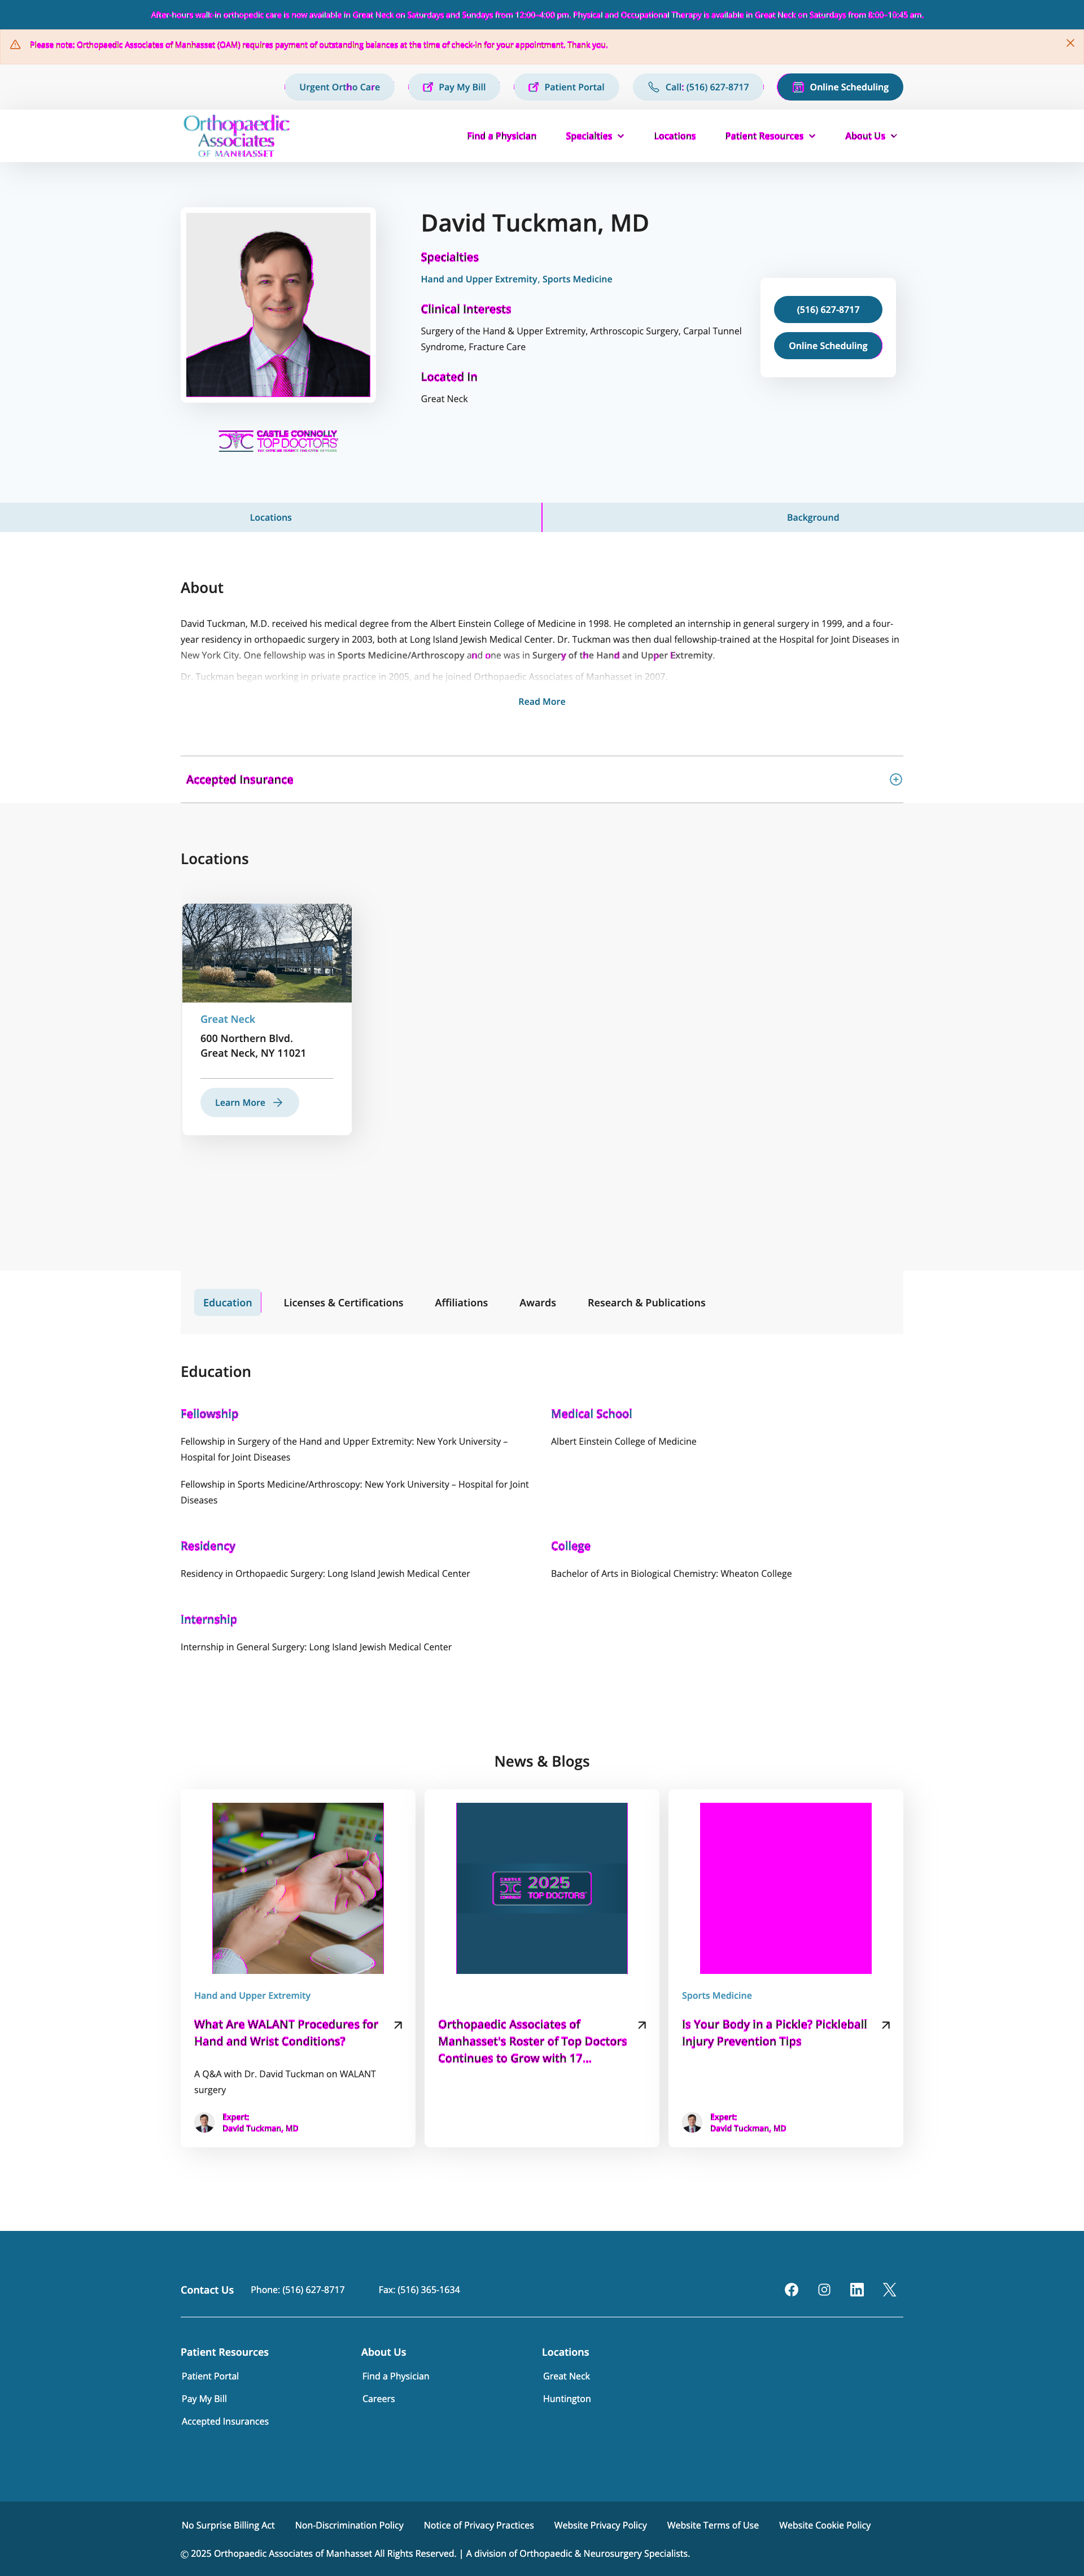 After-hours walk-in orthopedic care is now available in Great Neck on Saturdays and Sundays from 12:00–4:00 pm. Physical and Occupational Therapy is available in Great Neck on Saturdays from 8:00–10:45 am.
Please note: Orthopaedic Associates of Manhasset (OAM) requires payment of outstanding balances at the time of check-in for your appointment. Thank you.
Urgent Ortho Care
Pay My Bill
Patient Portal
Call: (516) 627-8717
Online Scheduling
Orthopaedic
Associates
OF MANHASSET
Find a Physician
Specialties
Locations
Patient Resources
About Us
David Tuckman, MD
Specialties
Hand and Upper Extremity, Sports Medicine
Clinical Interests
Surgery of the Hand & Upper Extremity, Arthroscopic Surgery, Carpal Tunnel
Syndrome, Fracture Care
Located In
Great Neck
(516) 627-8717
Online Scheduling
CASTLE CONNOLLY
TOP DOCTORS
Locations
Background
About
David Tuckman, M.D. received his medical degree from the Albert Einstein College of Medicine in 1998. He completed an internship in general surgery in 1999, and a four-
year residency in orthopaedic surgery in 2003, both at Long Island Jewish Medical Center. Dr. Tuckman was then dual fellowship-trained at the Hospital for Joint Diseases in
New York City. One fellowship was in Sports Medicine/Arthroscopy and one was in Surgery of the Hand and Upper Extremity.
Dr. Tuckman began working in private practice in 2005, and he joined Orthopaedic Associates of Manhasset in 2007.
Read More
Accepted Insurance
Locations
Great Neck
600 Northern Blvd.
Great Neck, NY 11021
Learn More
Education
Licenses & Certifications
Affiliations
Awards
Research & Publications
Education
Fellowship
Fellowship in Surgery of the Hand and Upper Extremity: New York University –
Hospital for Joint Diseases
Fellowship in Sports Medicine/Arthroscopy: New York University – Hospital for Joint
Diseases
Medical School
Albert Einstein College of Medicine
Residency
Residency in Orthopaedic Surgery: Long Island Jewish Medical Center
College
Bachelor of Arts in Biological Chemistry: Wheaton College
Internship
Internship in General Surgery: Long Island Jewish Medical Center
News & Blogs
Hand and Upper Extremity
What Are WALANT Procedures for
Hand and Wrist Conditions?
A Q&A with Dr. David Tuckman on WALANT
surgery
Expert:
David Tuckman, MD
CASTLE
CONNOLLY
2025
TOP DOCTORS
Orthopaedic Associates of
Manhasset's Roster of Top Doctors
Continues to Grow with 17...
Sports Medicine
Is Your Body in a Pickle? Pickleball
Injury Prevention Tips
Expert:
David Tuckman, MD
Contact Us
Phone: (516) 627-8717
Fax: (516) 365-1634
Patient Resources
Patient Portal
Pay My Bill
Accepted Insurances
About Us
Find a Physician
Careers
Locations
Great Neck
Huntington
No Surprise Billing Act
Non-Discrimination Policy
Notice of Privacy Practices
Website Privacy Policy
Website Terms of Use
Website Cookie Policy
© 2025 Orthopaedic Associates of Manhasset All Rights Reserved. | A division of Orthopaedic & Neurosurgery Specialists.